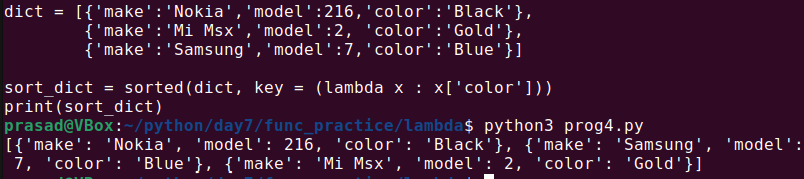 dict = [{'make':'Nokia','model':216,'color':'Black'},
        {'make':'Mi Msx','model':2,'color':'Gold'},
        {'make':'Samsung','model':7,'color':'Blue'}]

sort_dict = sorted(dict, key = (lambda x : x['color']))
print(sort_dict)
prasad@VBox:~/python/day7/func_practice/lambda$ python3 prog4.py
[{'make': 'Nokia', 'model': 216, 'color': 'Black'}, {'make': 'Samsung', 'model':
 7, 'color': 'Blue'}, {'make': 'Mi Msx', 'model': 2, 'color': 'Gold'}]